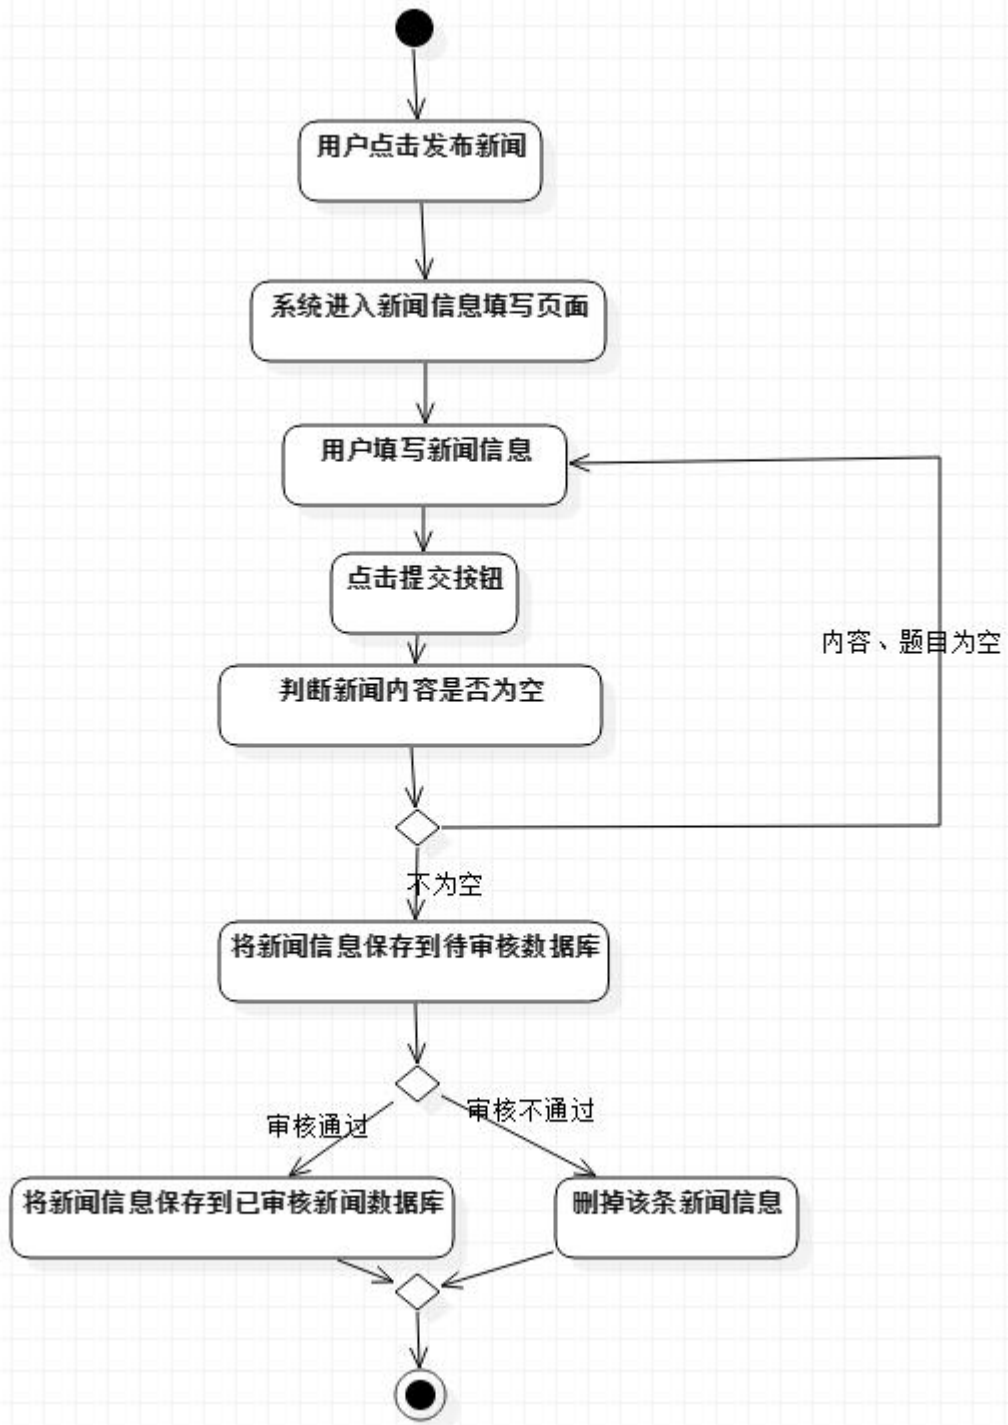 用户点击发布新闻
系统进入新闻信息填写页面
用户填写新闻信息
点击提交按钮
内容、题目为空
判断新闻内容是否为空
不为空
将新闻信息保存到待审核数据库
审核通过
审核不通过
将新闻信息保存到已审核新闻数据库
删掉该条新闻信息